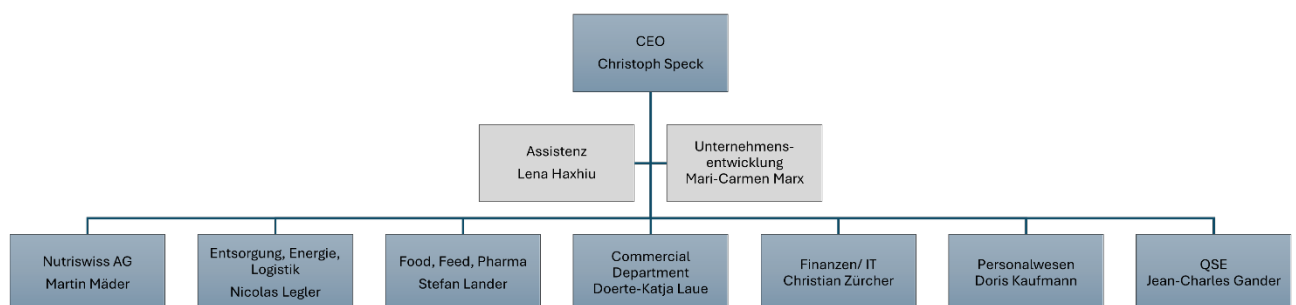 CEO
Christoph Speck
Assistenz
Lena Haxhiu
Unternehmens-
entwicklung
Mari-Carmen Marx
Nutriswiss AG
Martin Mäder
Entsorgung, Energie,
Logistik
Nicolas Legler
Food, Feed, Pharma
Stefan Lander
Commercial
Department
Doerte-Katja Laue
Finanzen/ IT
Christian Zürcher
Personalwesen
Doris Kaufmann
QSE
Jean-Charles Gander